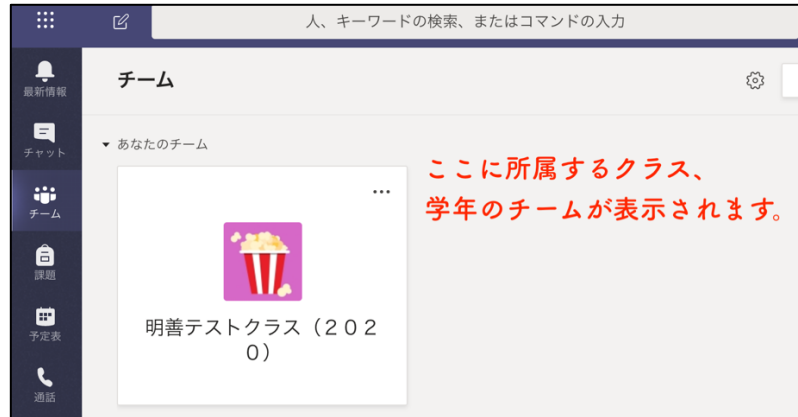 人、キーワードの検索、またはコマンドの入力
最新情報
チャット
チーム
課題
予定表
通話
チーム
あなたのチーム
明善テストクラス（２０２
０）
ここに所属するクラス、
学年のチームが表示されます。